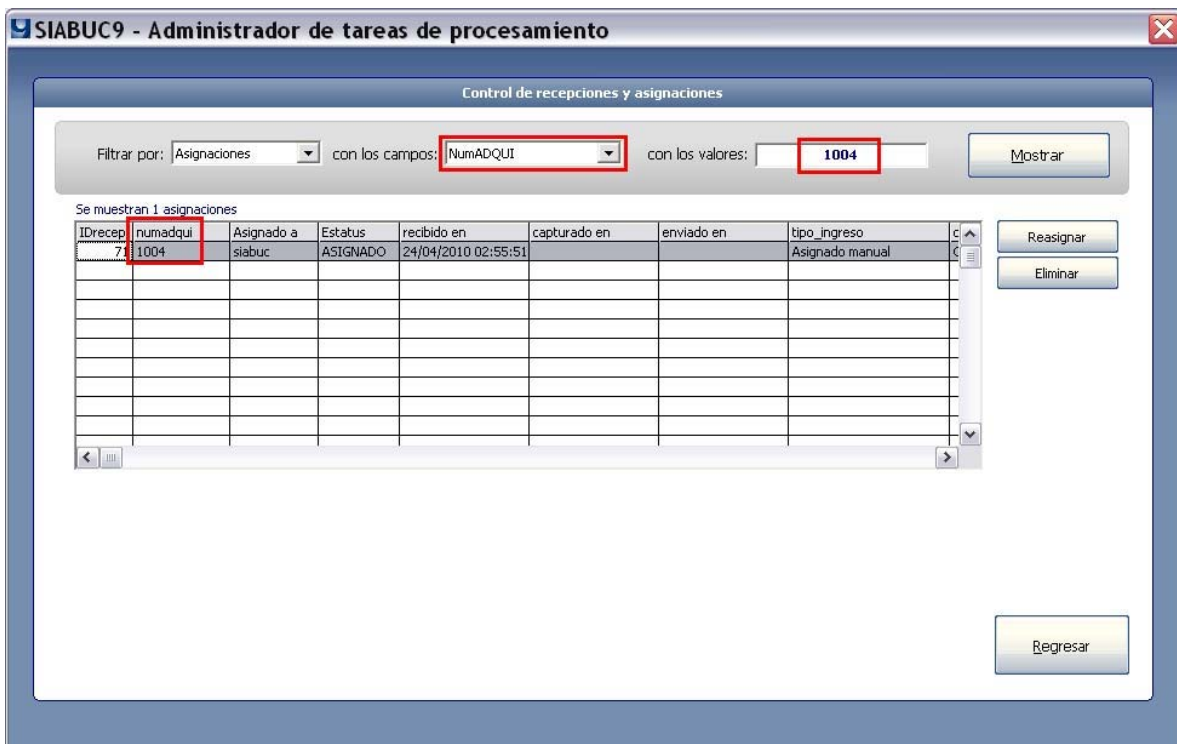 SIABUC9 - Administrador de tareas de procesamiento
Control de recepciones y asignaciones
Filtrar por: Asignaciones con los campos: NumADQUI con los valores: 1004 Mostrar
Se muestran 1 asignaciones
IDrecep numadqui Asignado a Estatus recibido en capturado en enviado en tipo_ingreso
71 1004 siabuc ASIGNADO 24/04/2010 02:55:51 Asignado manual
Reasignar
Eliminar
Regresar